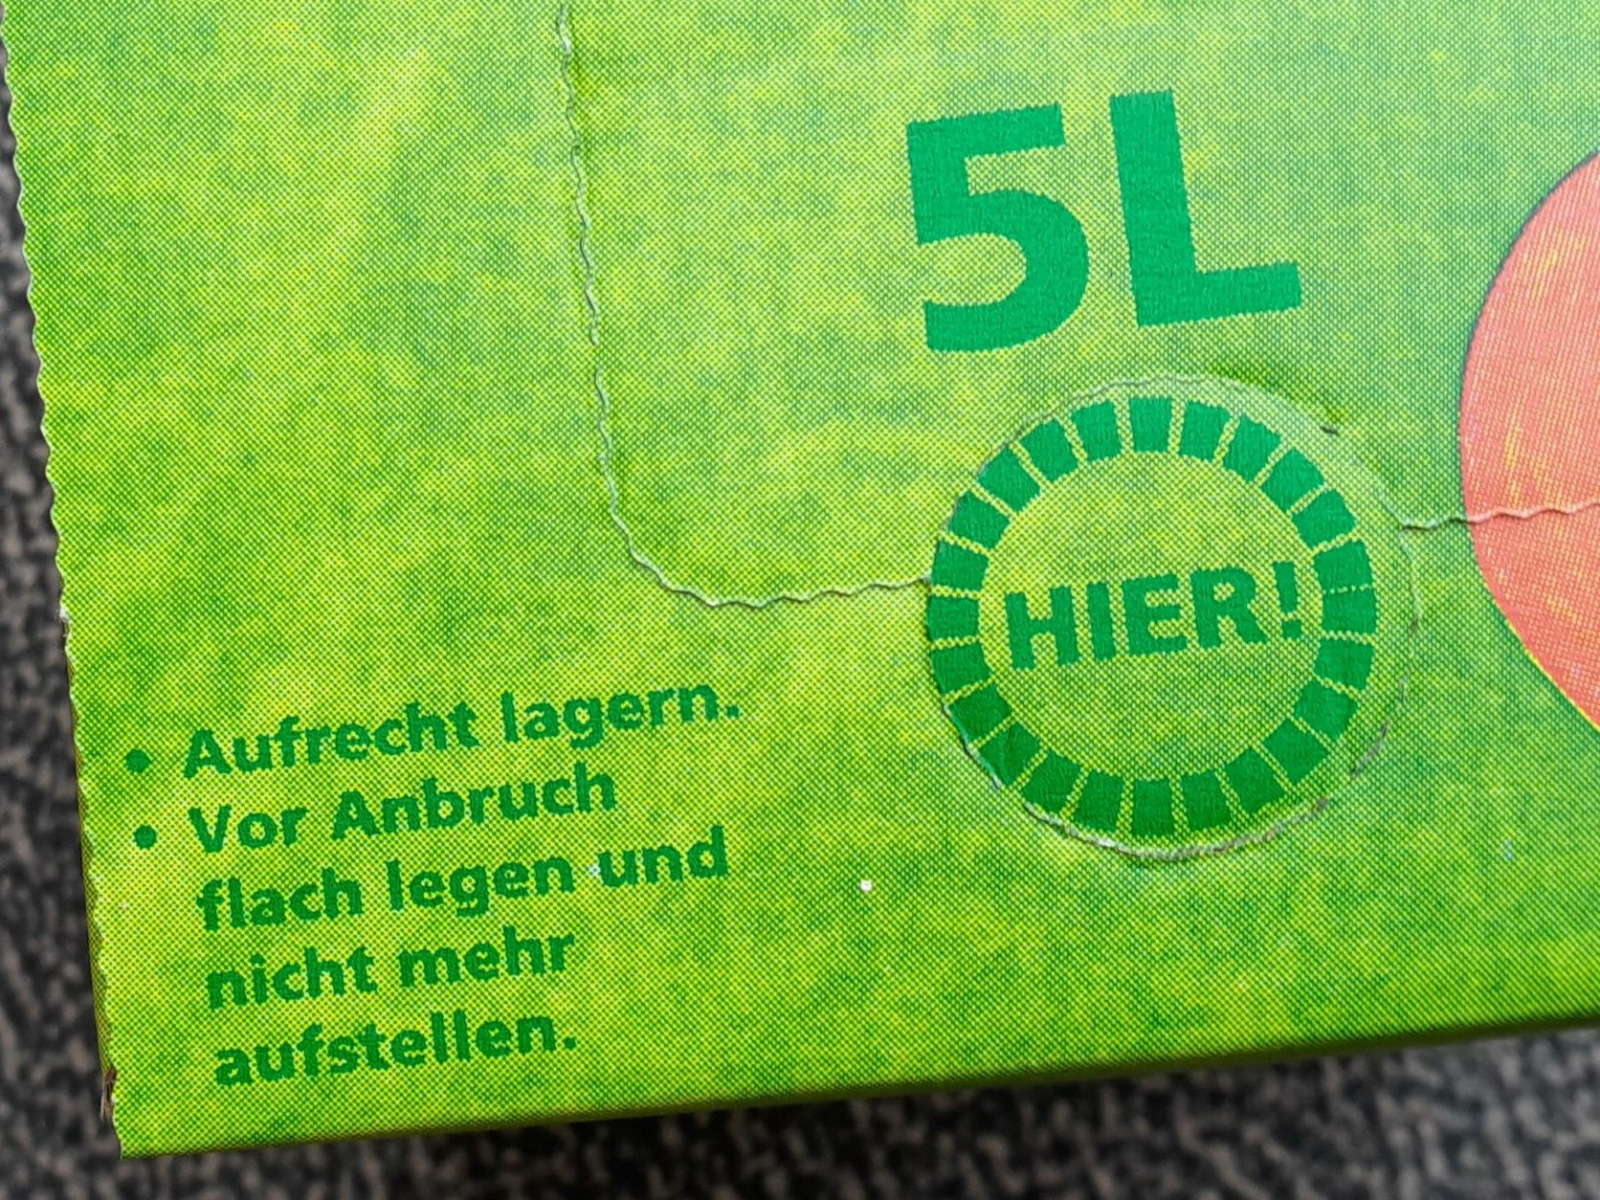 5L
HIER!
• Aufrecht lagern.
• Vor Anbruch
flach legen und
nicht mehr
aufstellen.